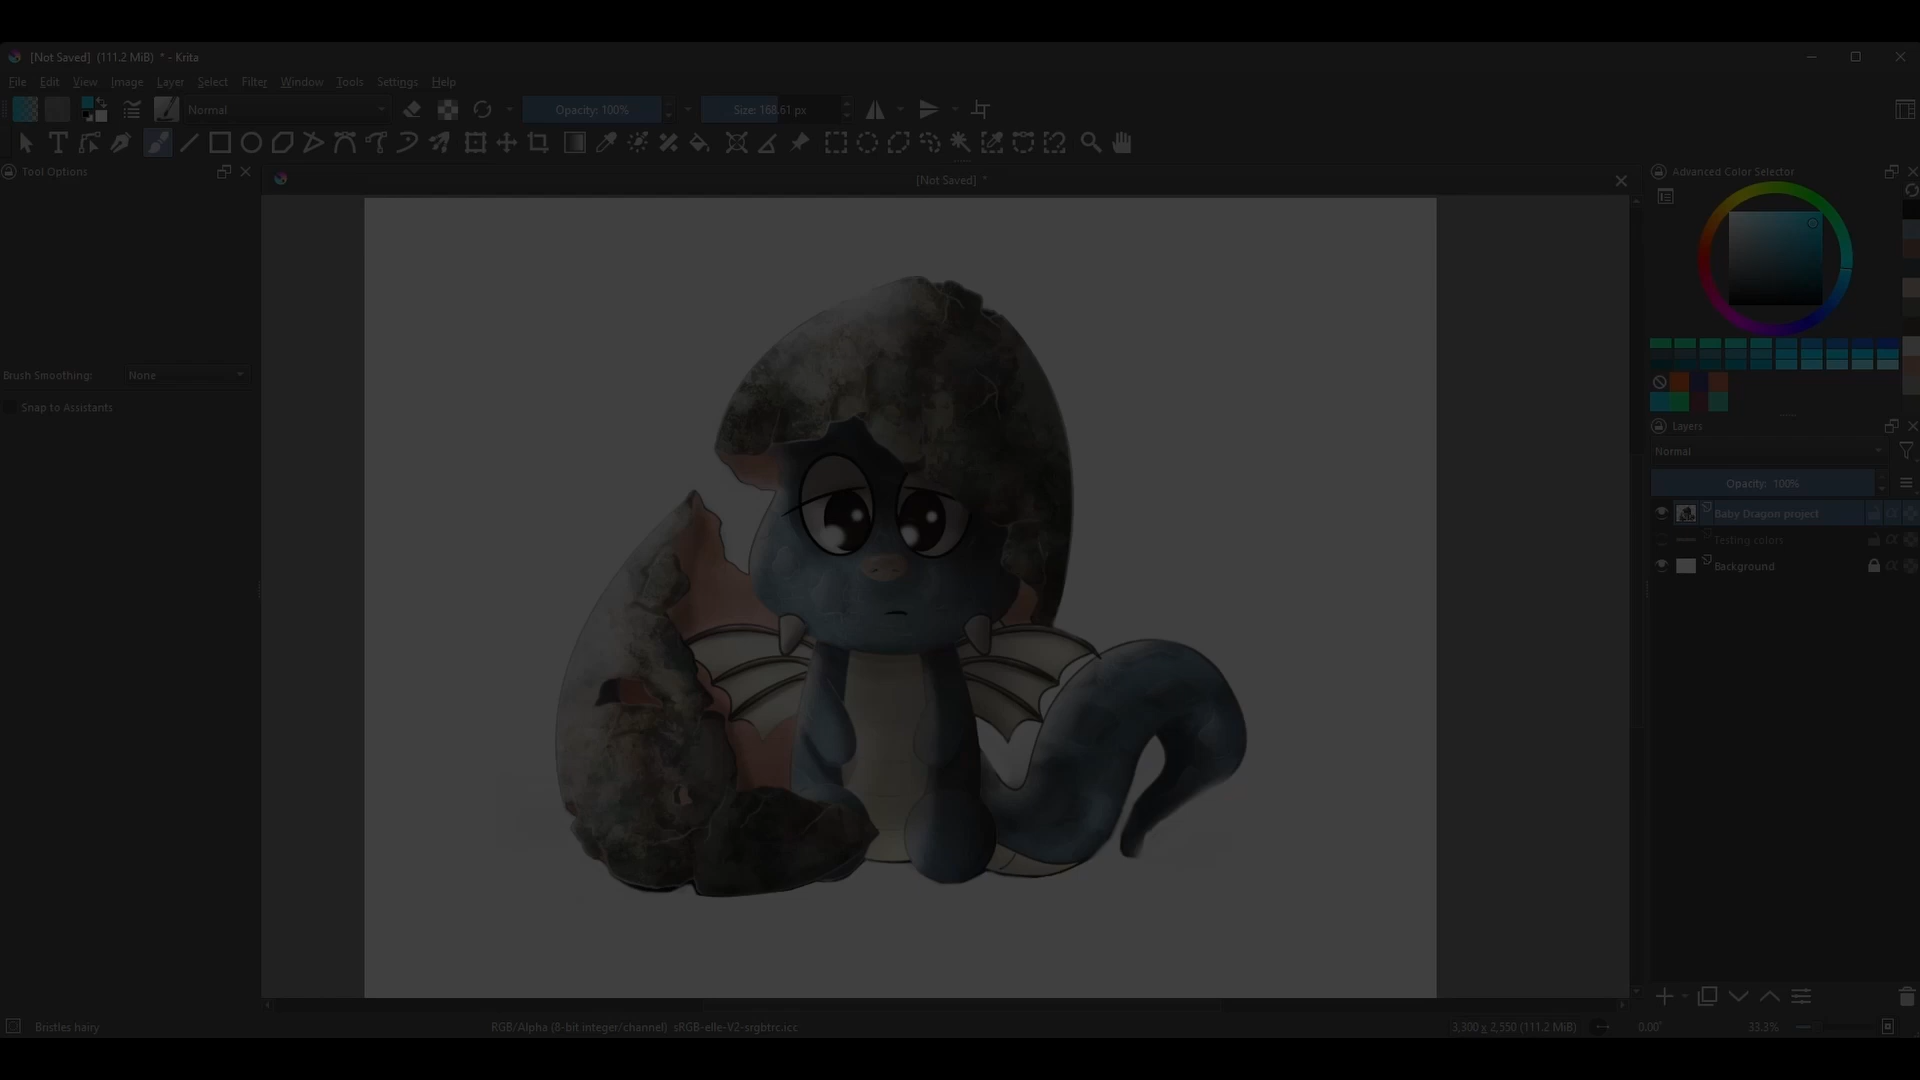 [Not Saved] (111.2 MiB) * - Krita
File Edit View Image Layer Select Filter Window Tools Settings Help
Normal
Opacity: 100%
Size: 168.61 px
Tool Options
[Not Saved] *
Advanced Color Selector
Brush Smoothing: None
Snap to Assistants
Layers
Normal
Opacity: 100%
Baby Dragon project
Testing colors
Background
Bristles hairy
RGB/Alpha (8-bit integer/channel) sRGB-elle-V2-srgbtrc.icc
3,300 x 2,550 (111.2 MiB)
0.00°
33.3%